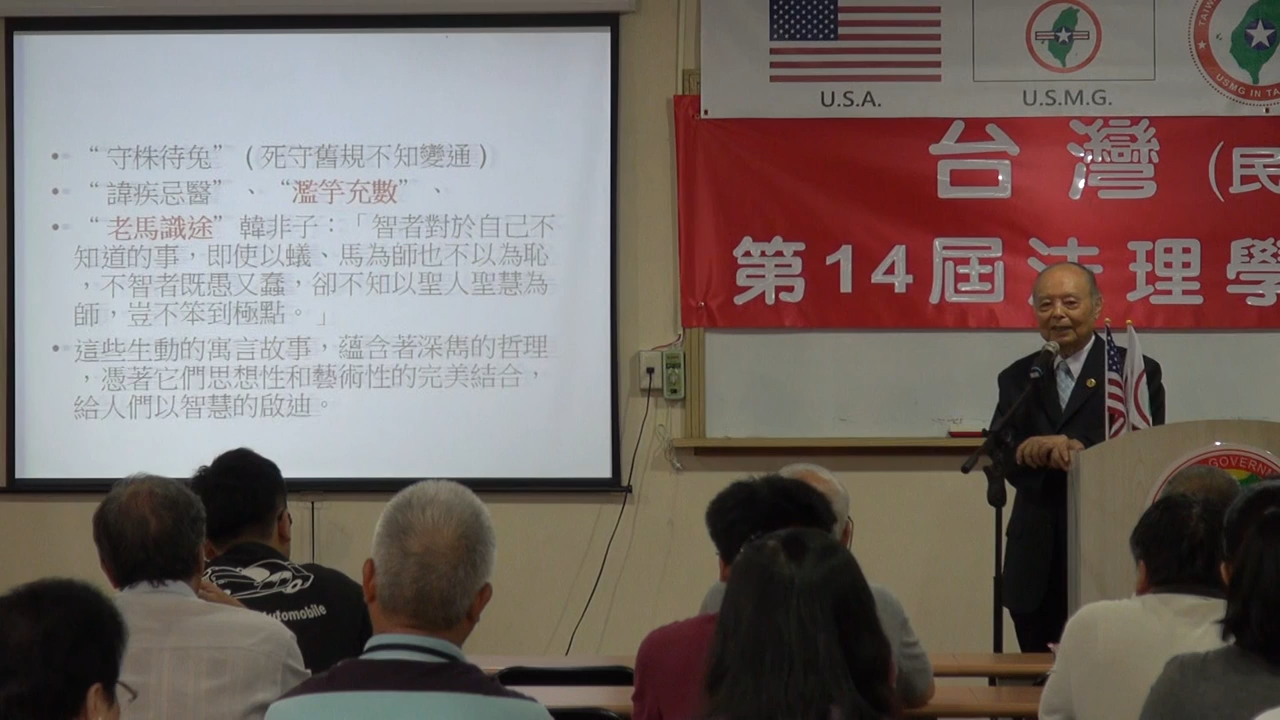 • “守株待兔” (死守舊規不知變通)
• “諱疾忌醫”、“濫竽充數”、
• “老馬識途”韓非子：「智者對於自己不
知道的事，即使以蟻、馬為師也不以為恥
，不智者既愚又蠢，卻不知以聖人聖慧為
師，豈不笨到極點。」
• 這些生動的寓言故事，蘊含著深雋的哲理
，憑著它們思想性和藝術性的完美結合，
給人們以智慧的啟迪。
U.S.A.
U.S.M.G.
USMG IN TA
台灣(民
第14屆法理學
GOVERN
Automobile